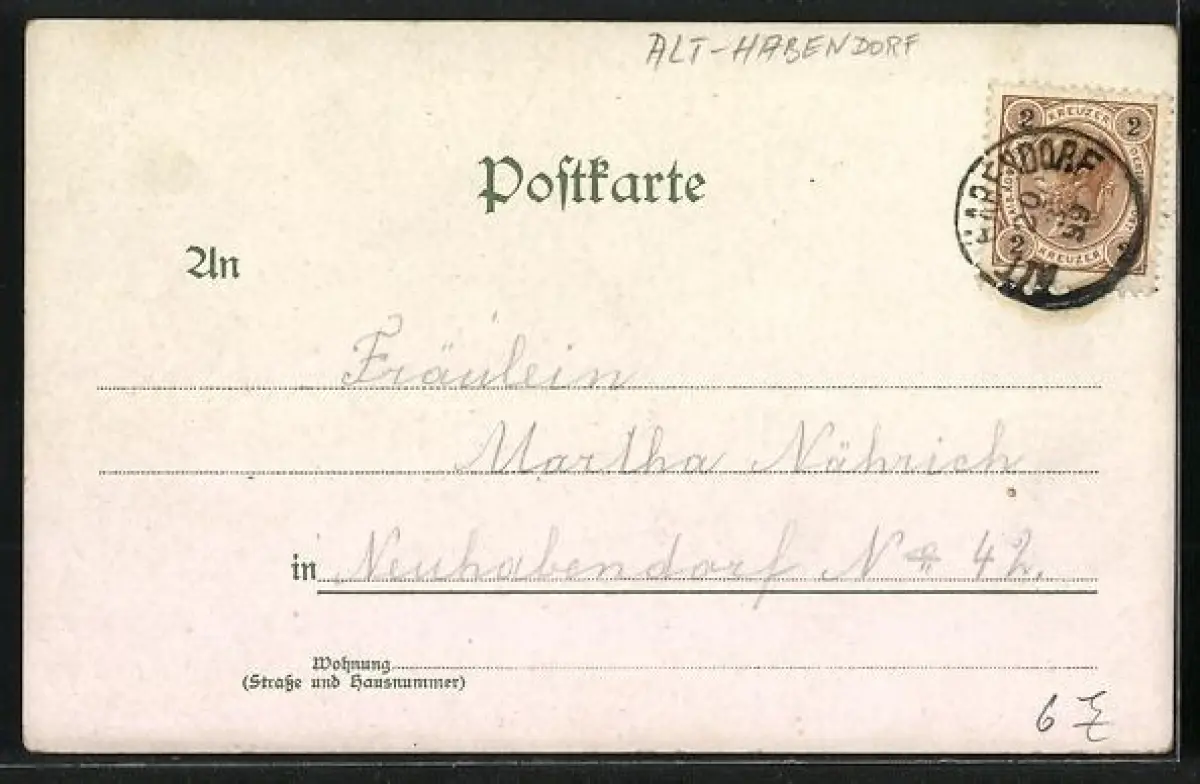 ALT-HABENDORF
2 KREUZER 2
HABENDORF
2 KREUZER
Postkarte
An
Fräulein
Martha Nährich
in Neuhabendorf No 42.
Wohnung
(Straße und Hausnummer)
6